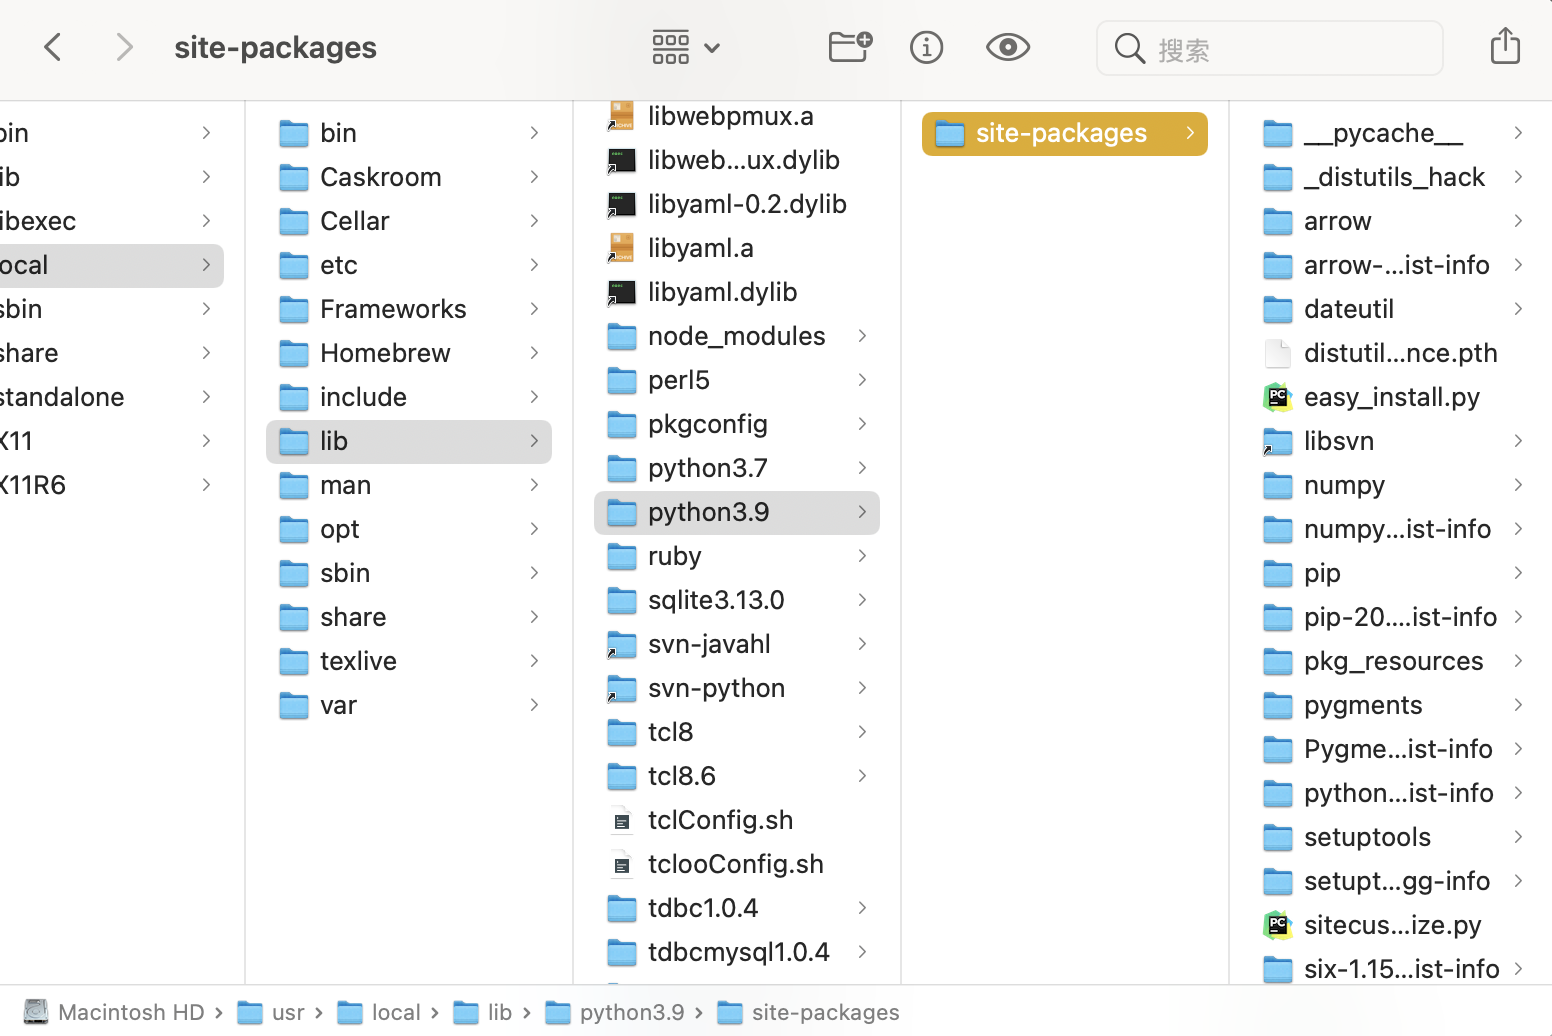 site-packages
搜索
bin
lib
libexec
local
sbin
share
standalone
X11
X11R6
bin
Caskroom
Cellar
etc
Frameworks
Homebrew
include
lib
man
opt
sbin
share
texlive
var
libwebpmux.a
libweb...ux.dylib
libyaml-0.2.dylib
libyaml.a
libyaml.dylib
node_modules
perl5
pkgconfig
python3.7
python3.9
ruby
sqlite3.13.0
svn-javahl
svn-python
tcl8
tcl8.6
tclConfig.sh
tclooConfig.sh
tdbc1.0.4
tdbcmysql1.0.4
site-packages
__pycache__
_distutils_hack
arrow
arrow-...ist-info
dateutil
distutil...nce.pth
easy_install.py
libsvn
numpy
numpy...ist-info
pip
pip-20....ist-info
pkg_resources
pygments
Pygme...ist-info
python...ist-info
setuptools
setupt...gg-info
sitecus...ize.py
six-1.15...ist-info
Macintosh HD › usr › local › lib › python3.9 › site-packages